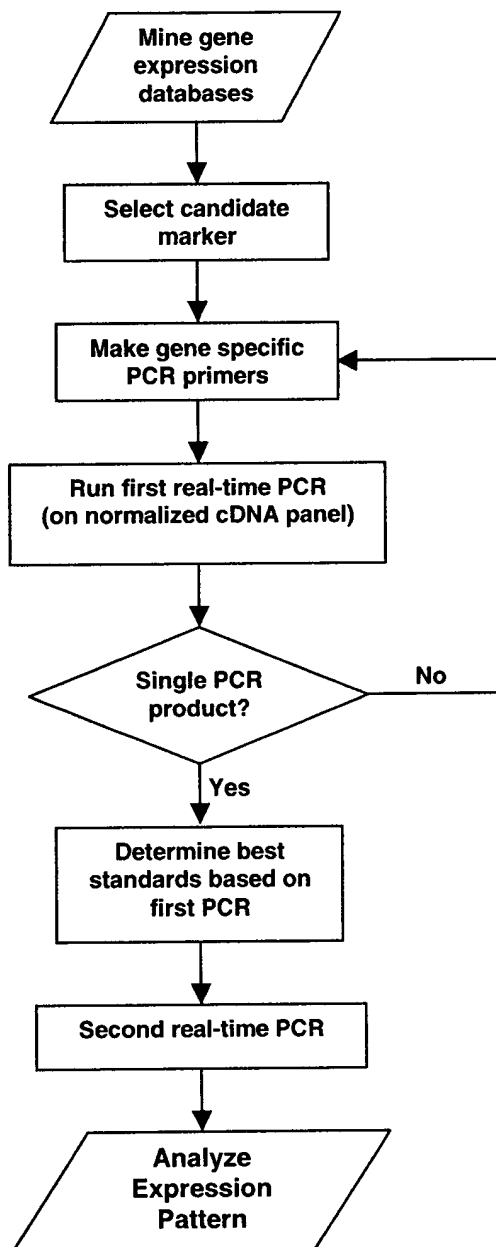 Mine gene
expression
databases
Select candidate
marker
Make gene specific
PCR primers
Run first real-time PCR
(on normalized cDNA panel)
Single PCR
product?
No
Yes
Determine best
standards based on
first PCR
Second real-time PCR
Analyze
Expression
Pattern